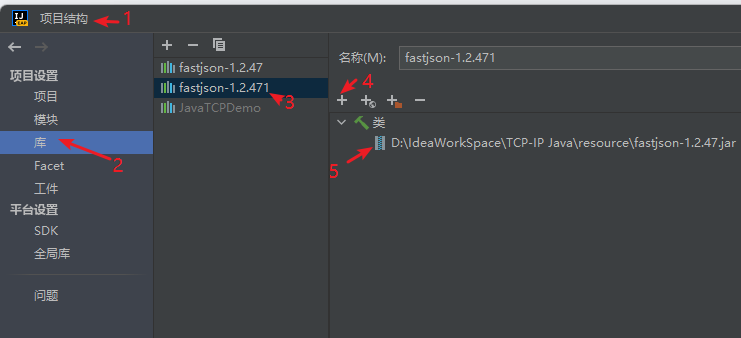 IJ
EAP
项目结构
1
项目设置
项目
模块
库
2
Facet
工件
平台设置
SDK
全局库
问题
fastjson-1.2.47
fastjson-1.2.471
3
JavaTCPDemo
名称(M):
fastjson-1.2.471
4
类
D:\IdeaWorkSpace\TCP-IP Java\resource\fastjson-1.2.47.jar
5